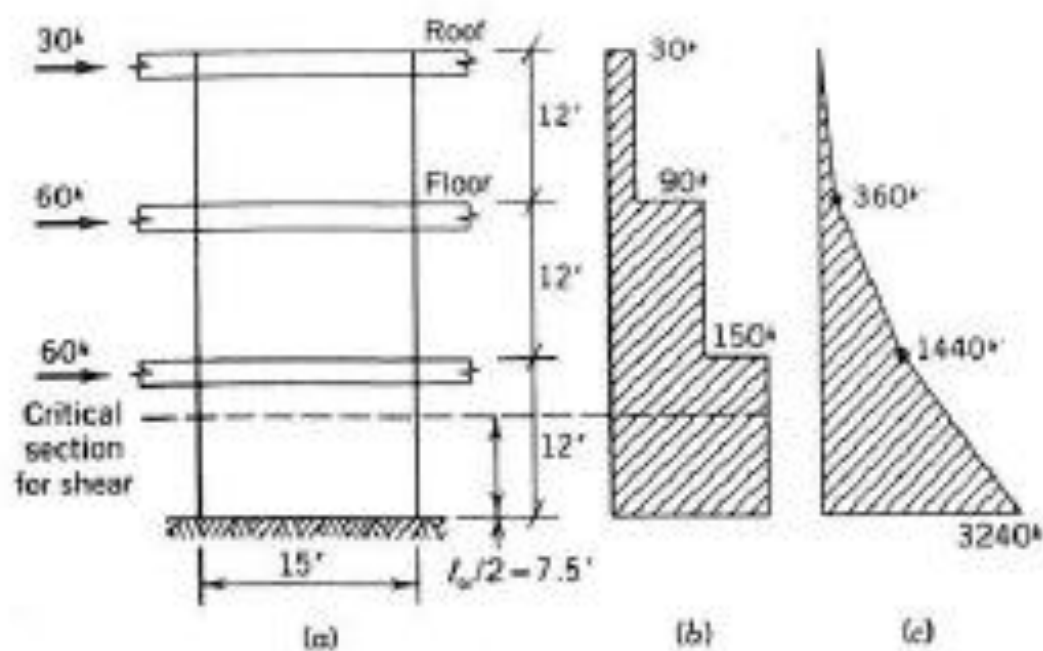 30ᵏ
Roof
12'
60ᵏ
Floor
12'
60ᵏ
Critical
section
for shear
12'
15'
ℓw/2 = 7.5'
(a)
30ᵏ
90ᵏ
150ᵏ
(b)
360ᵏ'
1440ᵏ'
3240ᵏ
(c)